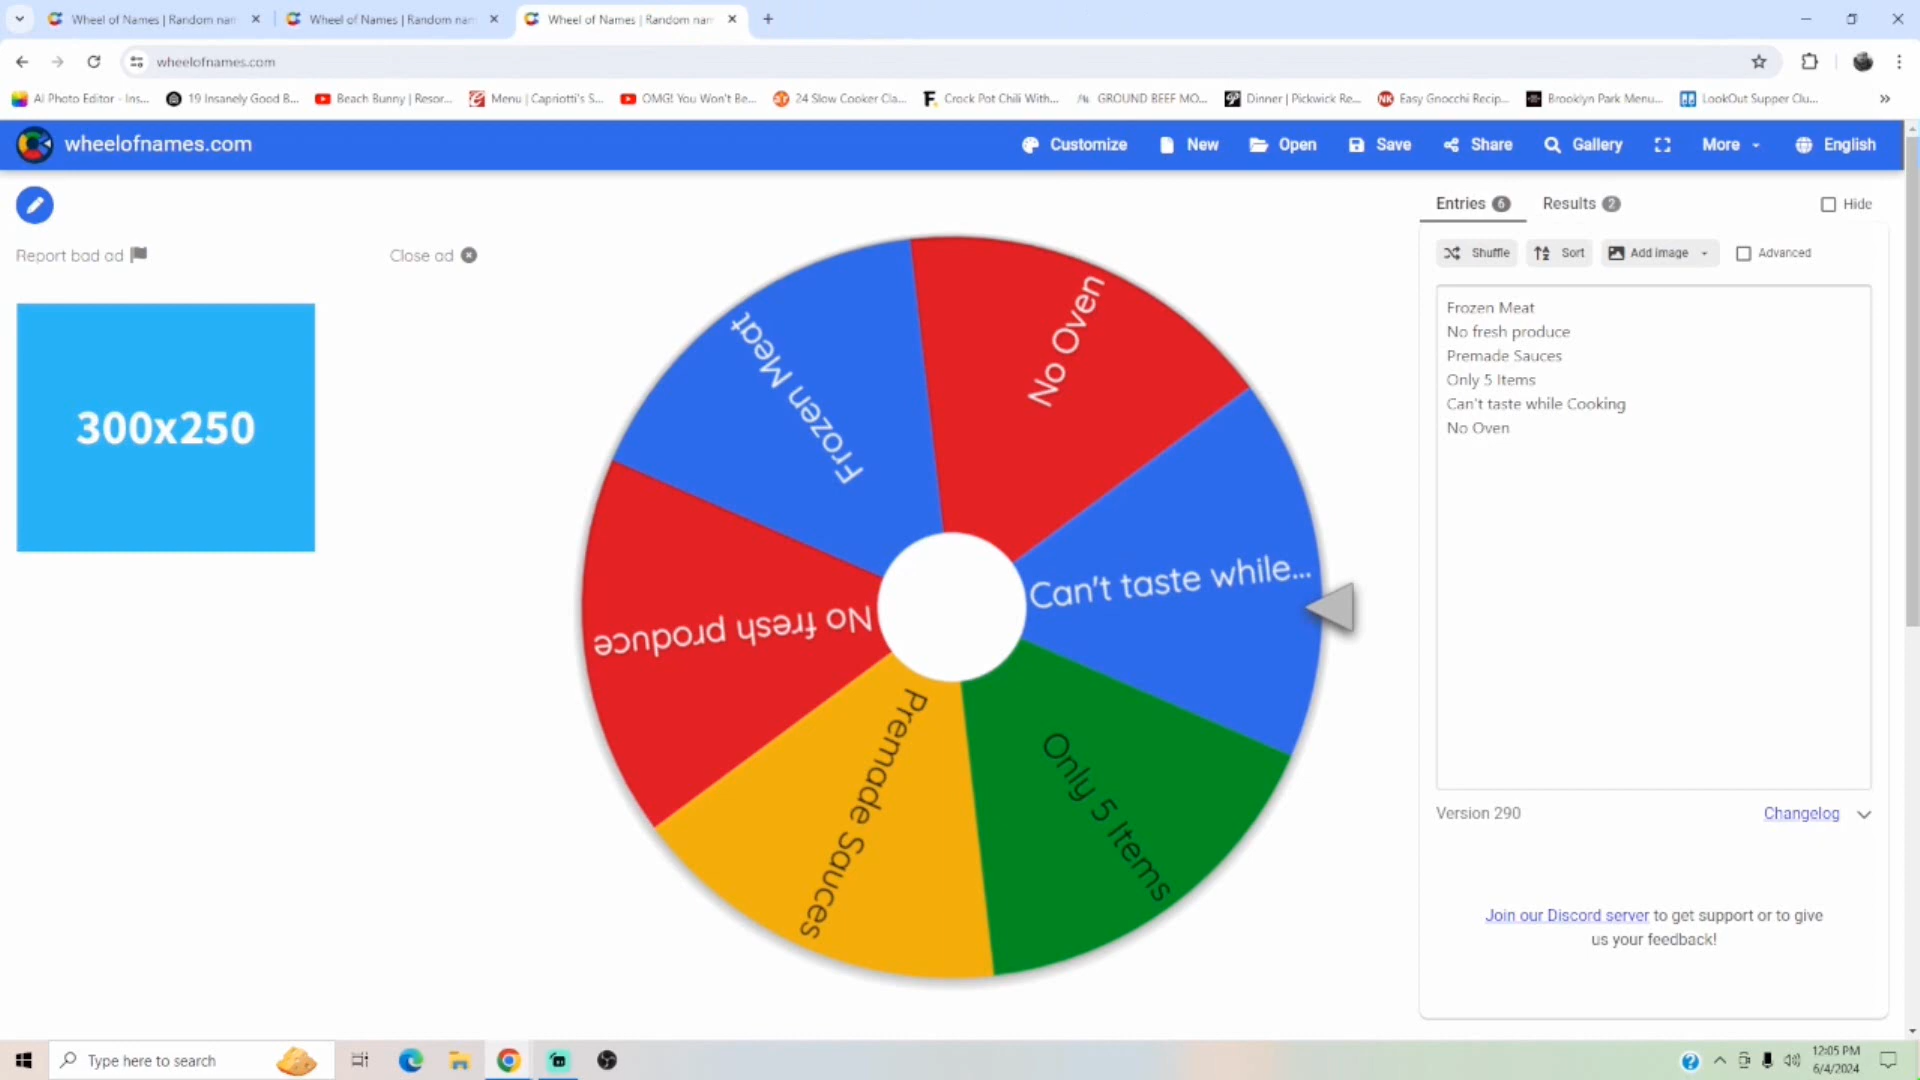 Wheel of Names | Random nam
Wheel of Names | Random nam
Wheel of Names | Random nam
wheelofnames.com
AI Photo Editor - Ins...
19 Insanely Good B...
Beach Bunny | Resor...
Menu | Capriotti's S...
OMG! You Won't Be...
24 Slow Cooker Cla...
Crock Pot Chili With...
GROUND BEEF MO...
Dinner | Pickwick Re...
Easy Gnocchi Recip...
Brooklyn Park Menu...
LookOut Supper Clu...
wheelofnames.com
Customize
New
Open
Save
Share
Gallery
More
English
Report bad ad
Close ad
300x250
No Oven
Frozen Meat
Can't taste while...
No fresh produce
Premade Sauces
Only 5 Items
Entries 6
Results 2
Hide
Shuffle
Sort
Add image
Advanced
Frozen Meat
No fresh produce
Premade Sauces
Only 5 Items
Can't taste while Cooking
No Oven
Version 290
Changelog
Join our Discord server to get support or to give
us your feedback!
Type here to search
12:05 PM
6/4/2024